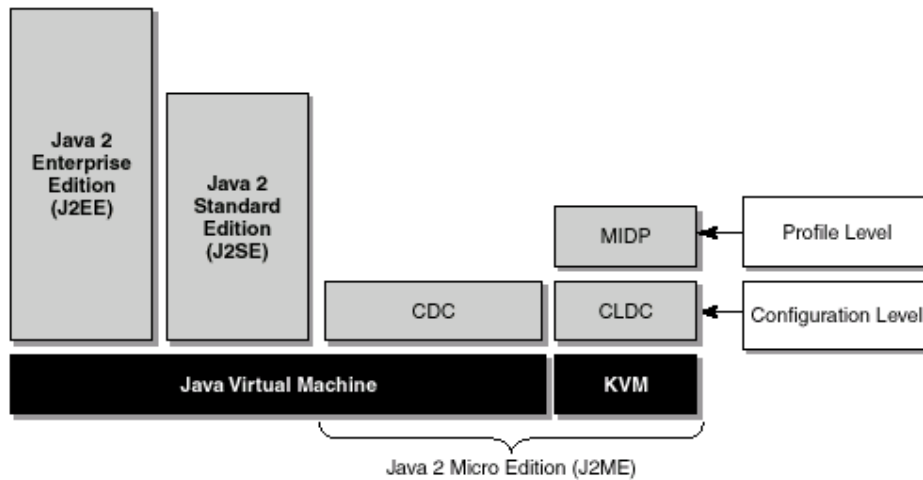 Java 2
Enterprise
Edition
(J2EE)
Java 2
Standard
Edition
(J2SE)
MIDP
Profile Level
CDC
CLDC
Configuration Level
Java Virtual Machine
KVM
Java 2 Micro Edition (J2ME)